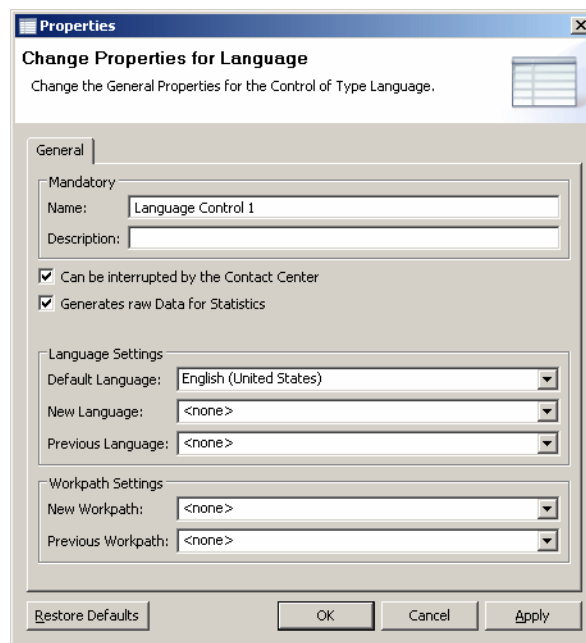 Properties
Change Properties for Language
Change the General Properties for the Control of Type Language.
General
Mandatory
Name: Language Control 1
Description:
Can be interrupted by the Contact Center
Generates raw Data for Statistics
Language Settings
Default Language: English (United States)
New Language: <none>
Previous Language: <none>
Workpath Settings
New Workpath: <none>
Previous Workpath: <none>
Restore Defaults OK Cancel Apply